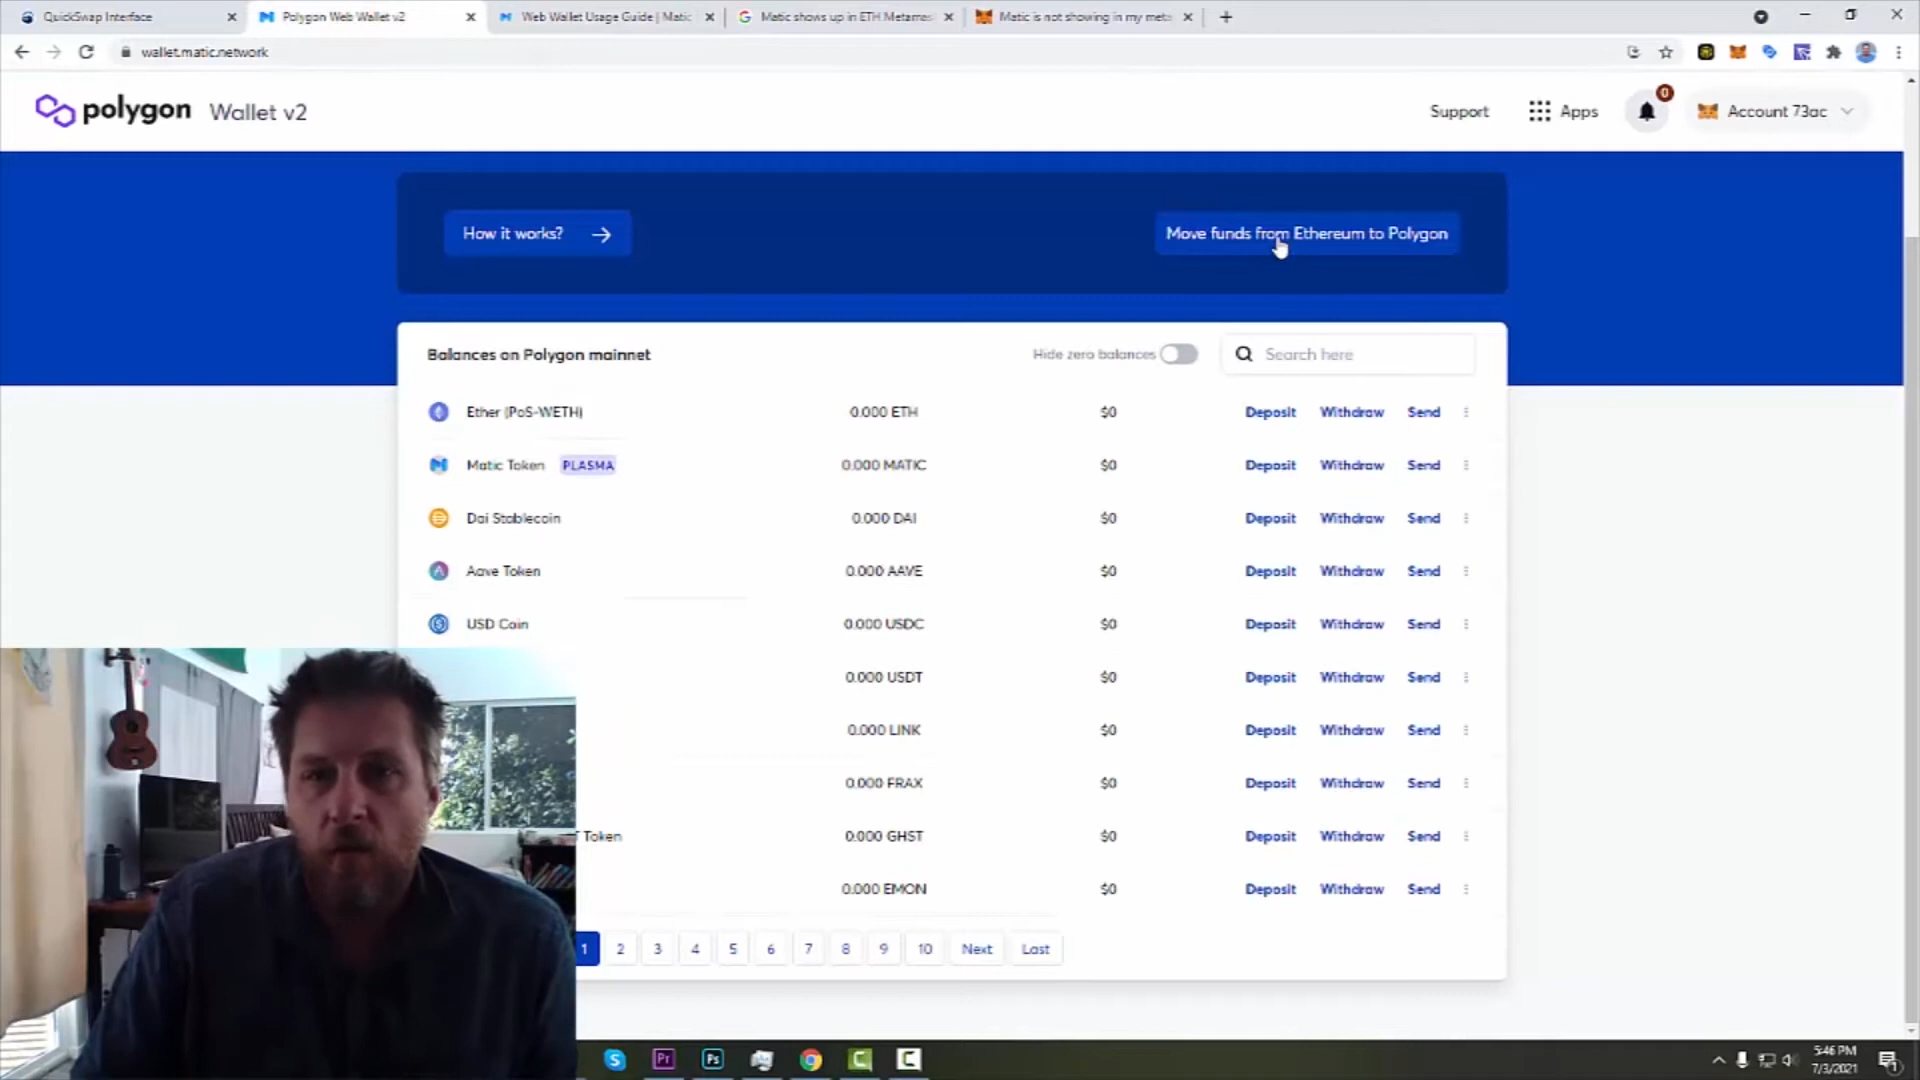 QuickSwap Interface
Polygon Web Wallet v2
Web Wallet Usage Guide | Matic
Matic shows up in ETH Metamas
Matic is not showing in my meta
wallet.matic.network
polygon Wallet v2
Support
Apps
0
Account 73ac
How it works?
Move funds from Ethereum to Polygon
Balances on Polygon mainnet
Hide zero balances
Search here
Ether (PoS-WETH) 0.000 ETH $0 Deposit Withdraw Send
Matic Token PLASMA 0.000 MATIC $0 Deposit Withdraw Send
Dai Stablecoin 0.000 DAI $0 Deposit Withdraw Send
Aave Token 0.000 AAVE $0 Deposit Withdraw Send
USD Coin 0.000 USDC $0 Deposit Withdraw Send
0.000 USDT $0 Deposit Withdraw Send
0.000 LINK $0 Deposit Withdraw Send
0.000 FRAX $0 Deposit Withdraw Send
T Token 0.000 GHST $0 Deposit Withdraw Send
0.000 EMON $0 Deposit Withdraw Send
1 2 3 4 5 6 7 8 9 10 Next Last
S Pr Ps C C
5:46 PM
7/3/2021
1